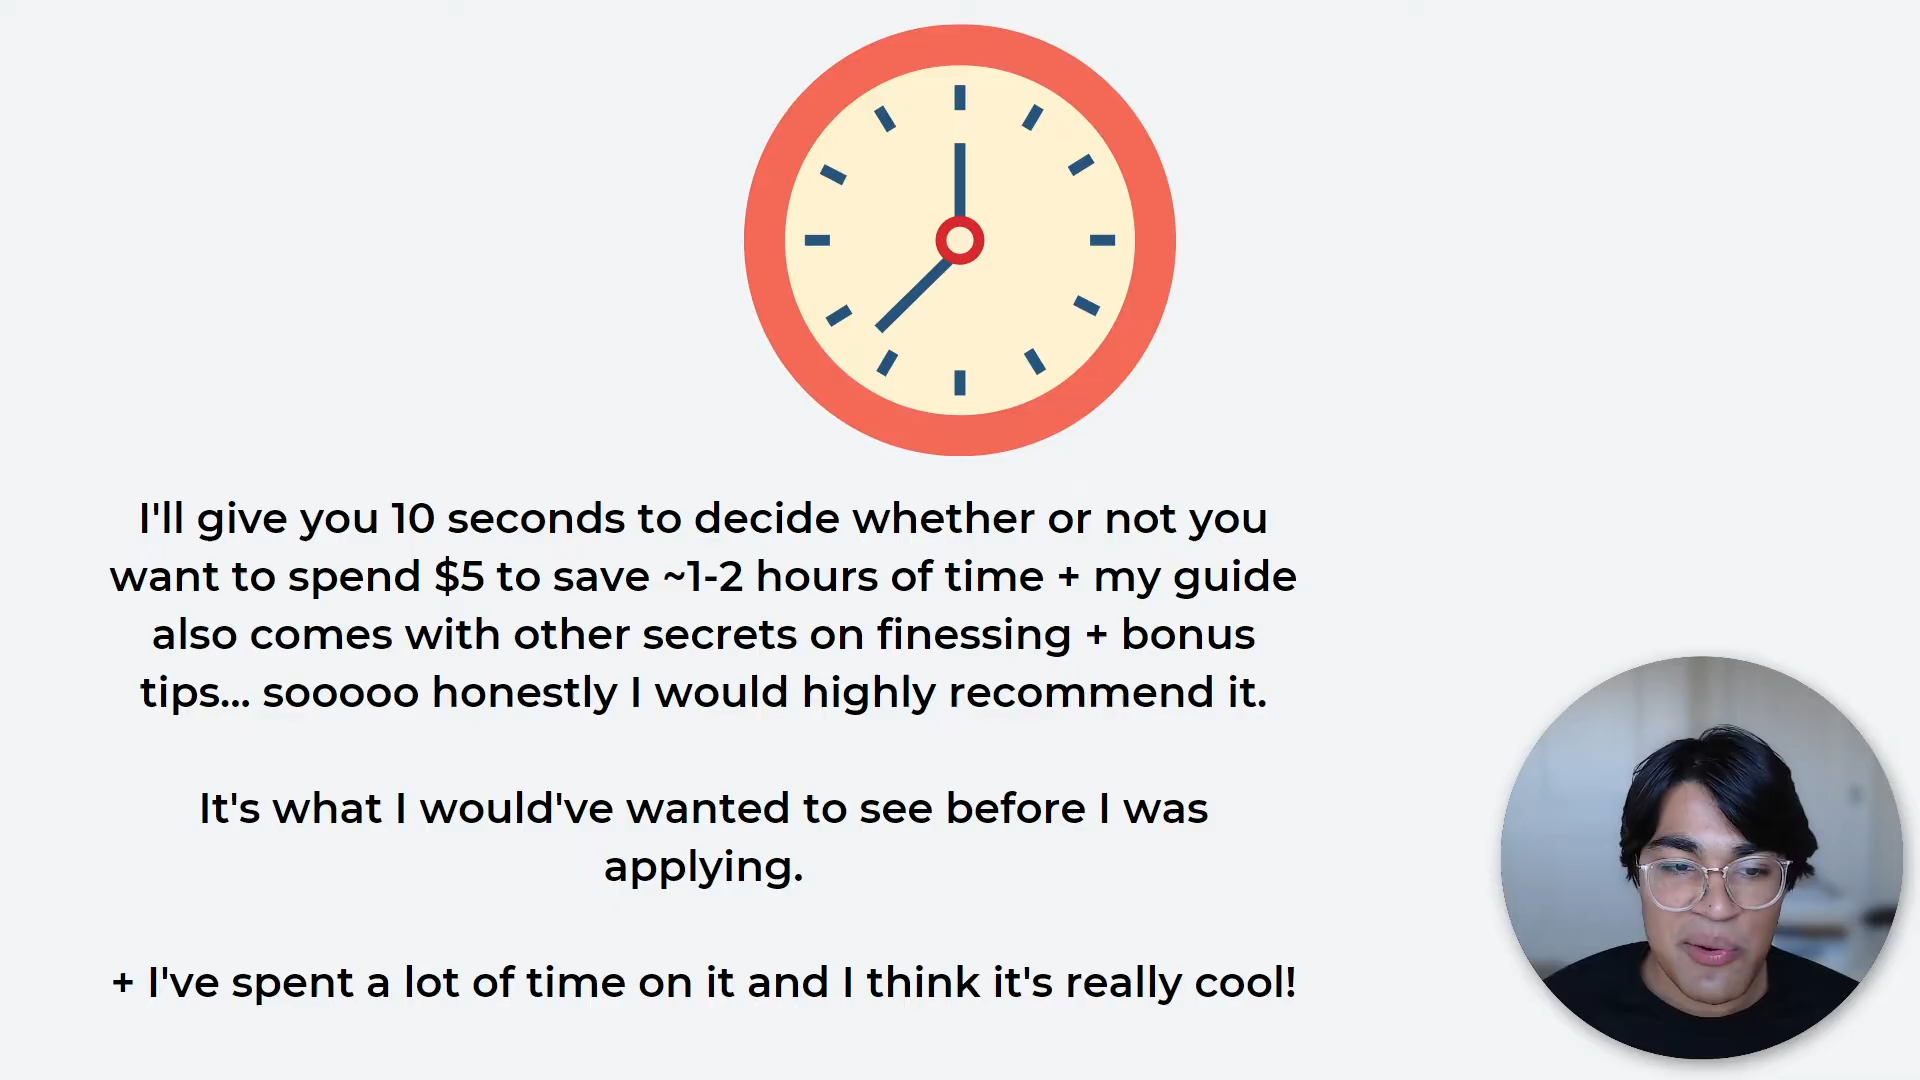 I'll give you 10 seconds to decide whether or not you
want to spend $5 to save ~1-2 hours of time + my guide
also comes with other secrets on finessing + bonus
tips... sooooo honestly I would highly recommend it.
It's what I would've wanted to see before I was
applying.
+ I've spent a lot of time on it and I think it's really cool!